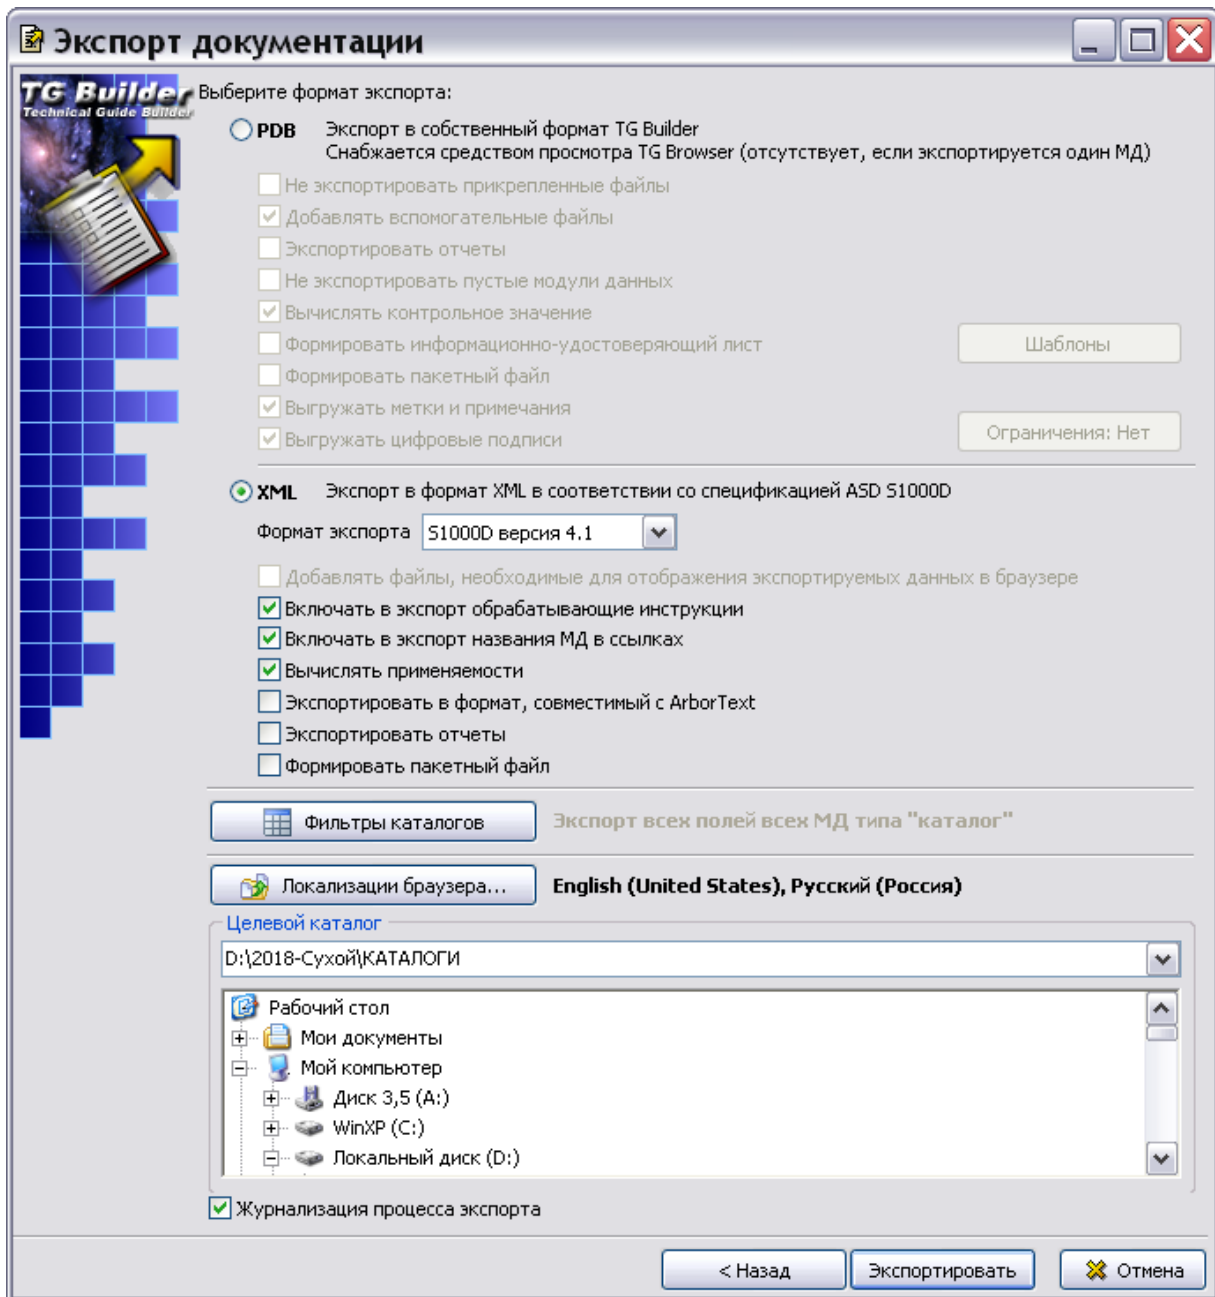 Экспорт документации
TG Builder
Technical Guide Builder
Выберите формат экспорта:
PDB Экспорт в собственный формат TG Builder
Снабжается средством просмотра TG Browser (отсутствует, если экспортируется один МД)
Не экспортировать прикрепленные файлы
Добавлять вспомогательные файлы
Экспортировать отчеты
Не экспортировать пустые модули данных
Вычислять контрольное значение
Формировать информационно-удостоверяющий лист
Шаблоны
Формировать пакетный файл
Выгружать метки и примечания
Выгружать цифровые подписи
Ограничения: Нет
XML Экспорт в формат XML в соответствии со спецификацией ASD S1000D
Формат экспорта S1000D версия 4.1
Добавлять файлы, необходимые для отображения экспортируемых данных в браузере
Включать в экспорт обрабатывающие инструкции
Включать в экспорт названия МД в ссылках
Вычислять применяемости
Экспортировать в формат, совместимый с ArborText
Экспортировать отчеты
Формировать пакетный файл
Фильтры каталогов Экспорт всех полей всех МД типа "каталог"
Локализации браузера... English (United States), Русский (Россия)
Целевой каталог
D:\2018-Сухой\КАТАЛОГИ
Рабочий стол
Мои документы
Мой компьютер
Диск 3,5 (A:)
WinXP (C:)
Локальный диск (D:)
Журнализация процесса экспорта
< Назад Экспортировать Отмена